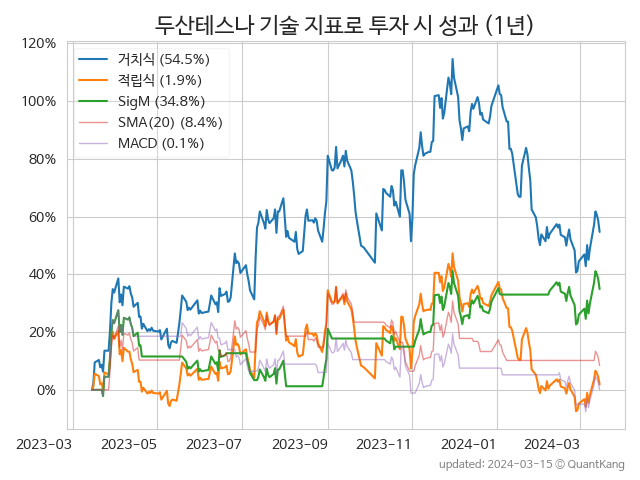 두산테스나 기술 지표로 투자 시 성과 (1년)
120%
100%
80%
60%
40%
20%
0%
거치식 (54.5%)
적립식 (1.9%)
SigM (34.8%)
SMA(20) (8.4%)
MACD (0.1%)
2023-03 2023-05 2023-07 2023-09 2023-11 2024-01 2024-03
updated: 2024-03-15 ⓒ QuantKang